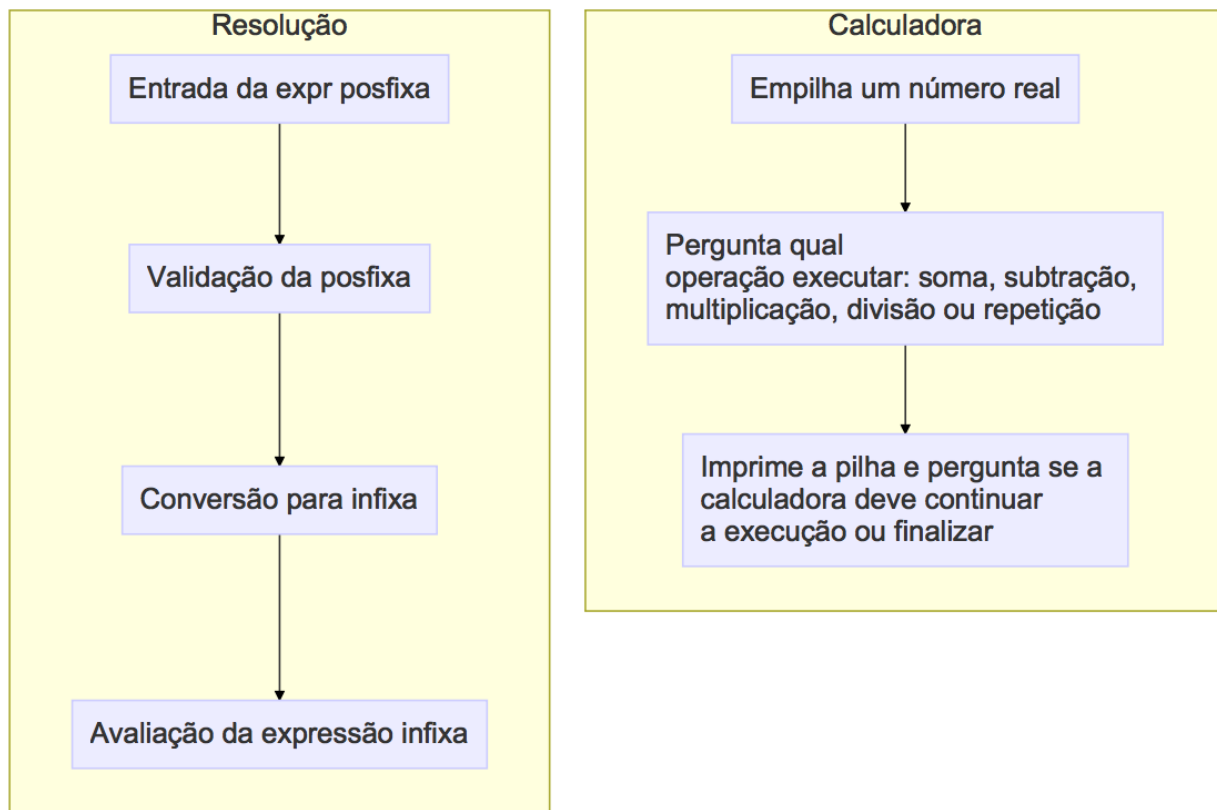 Resolução
Entrada da expr posfixa
Validação da posfixa
Conversão para infixa
Avaliação da expressão infixa
Calculadora
Empilha um número real
Pergunta qual
operação executar: soma, subtração,
multiplicação, divisão ou repetição
Imprime a pilha e pergunta se a
calculadora deve continuar
a execução ou finalizar